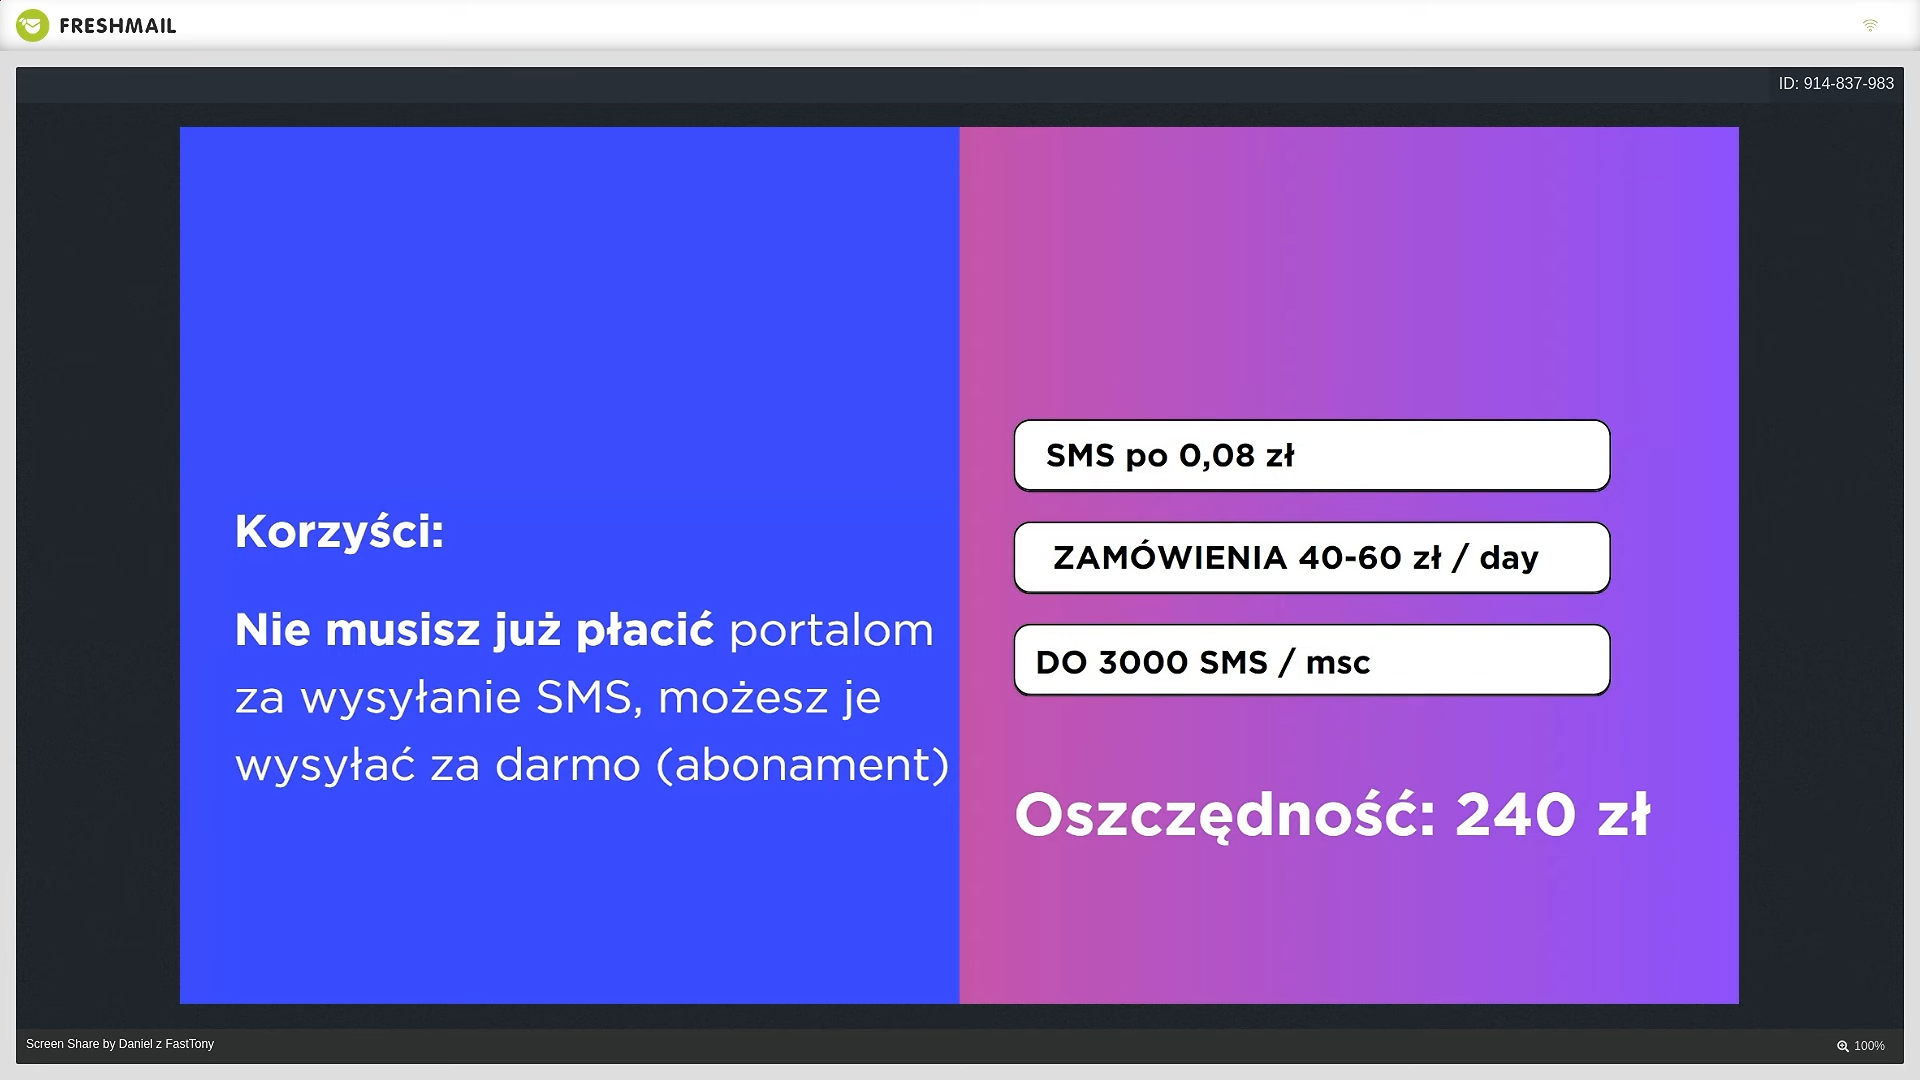 FRESHMAIL
ID: 914-837-983
Korzyści:
Nie musisz już płacić portalom
za wysyłanie SMS, możesz je
wysyłać za darmo (abonament)
SMS po 0,08 zł
ZAMÓWIENIA 40-60 zł / day
DO 3000 SMS / msc
Oszczędność: 240 zł
Screen Share by Daniel z FastTony
100%